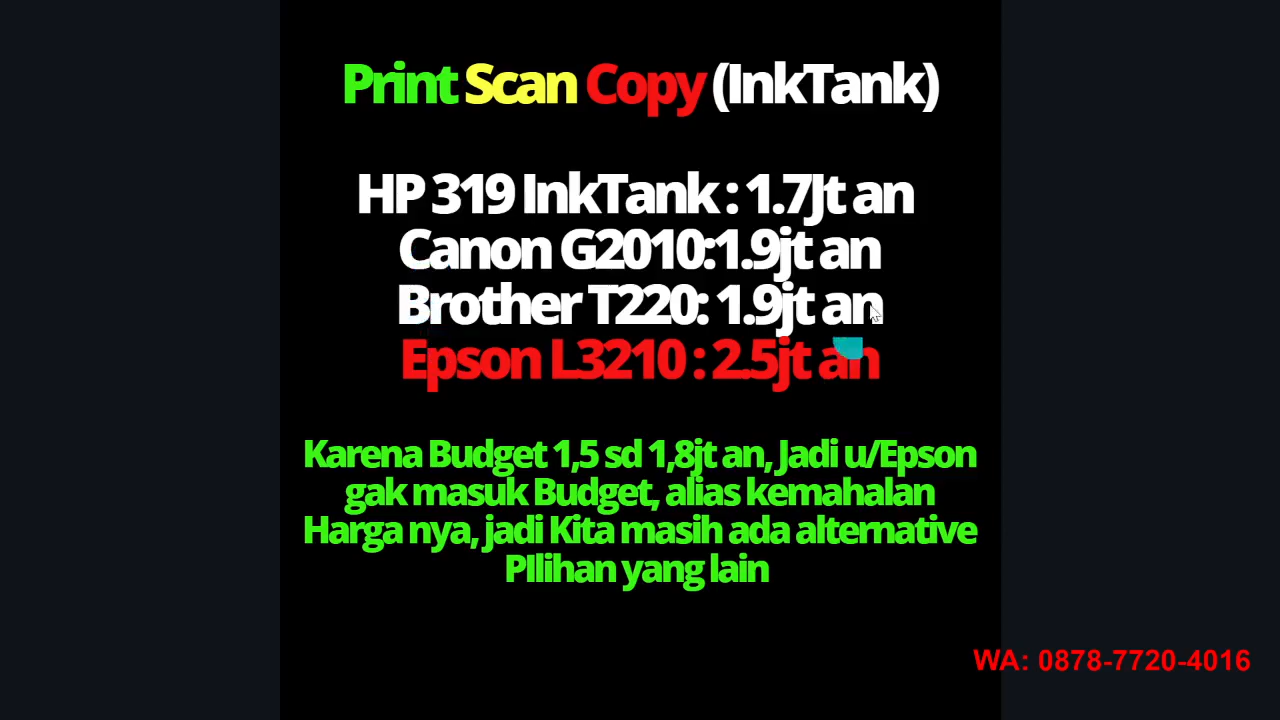 Print Scan Copy (InkTank)
HP 319 InkTank : 1.7Jt an
Canon G2010:1.9jt an
Brother T220: 1.9jt an
Epson L3210 : 2.5jt an
Karena Budget 1,5 sd 1,8jt an, Jadi u/Epson
gak masuk Budget, alias kemahalan
Harga nya, jadi Kita masih ada alternative
PIlihan yang lain
WA: 0878-7720-4016